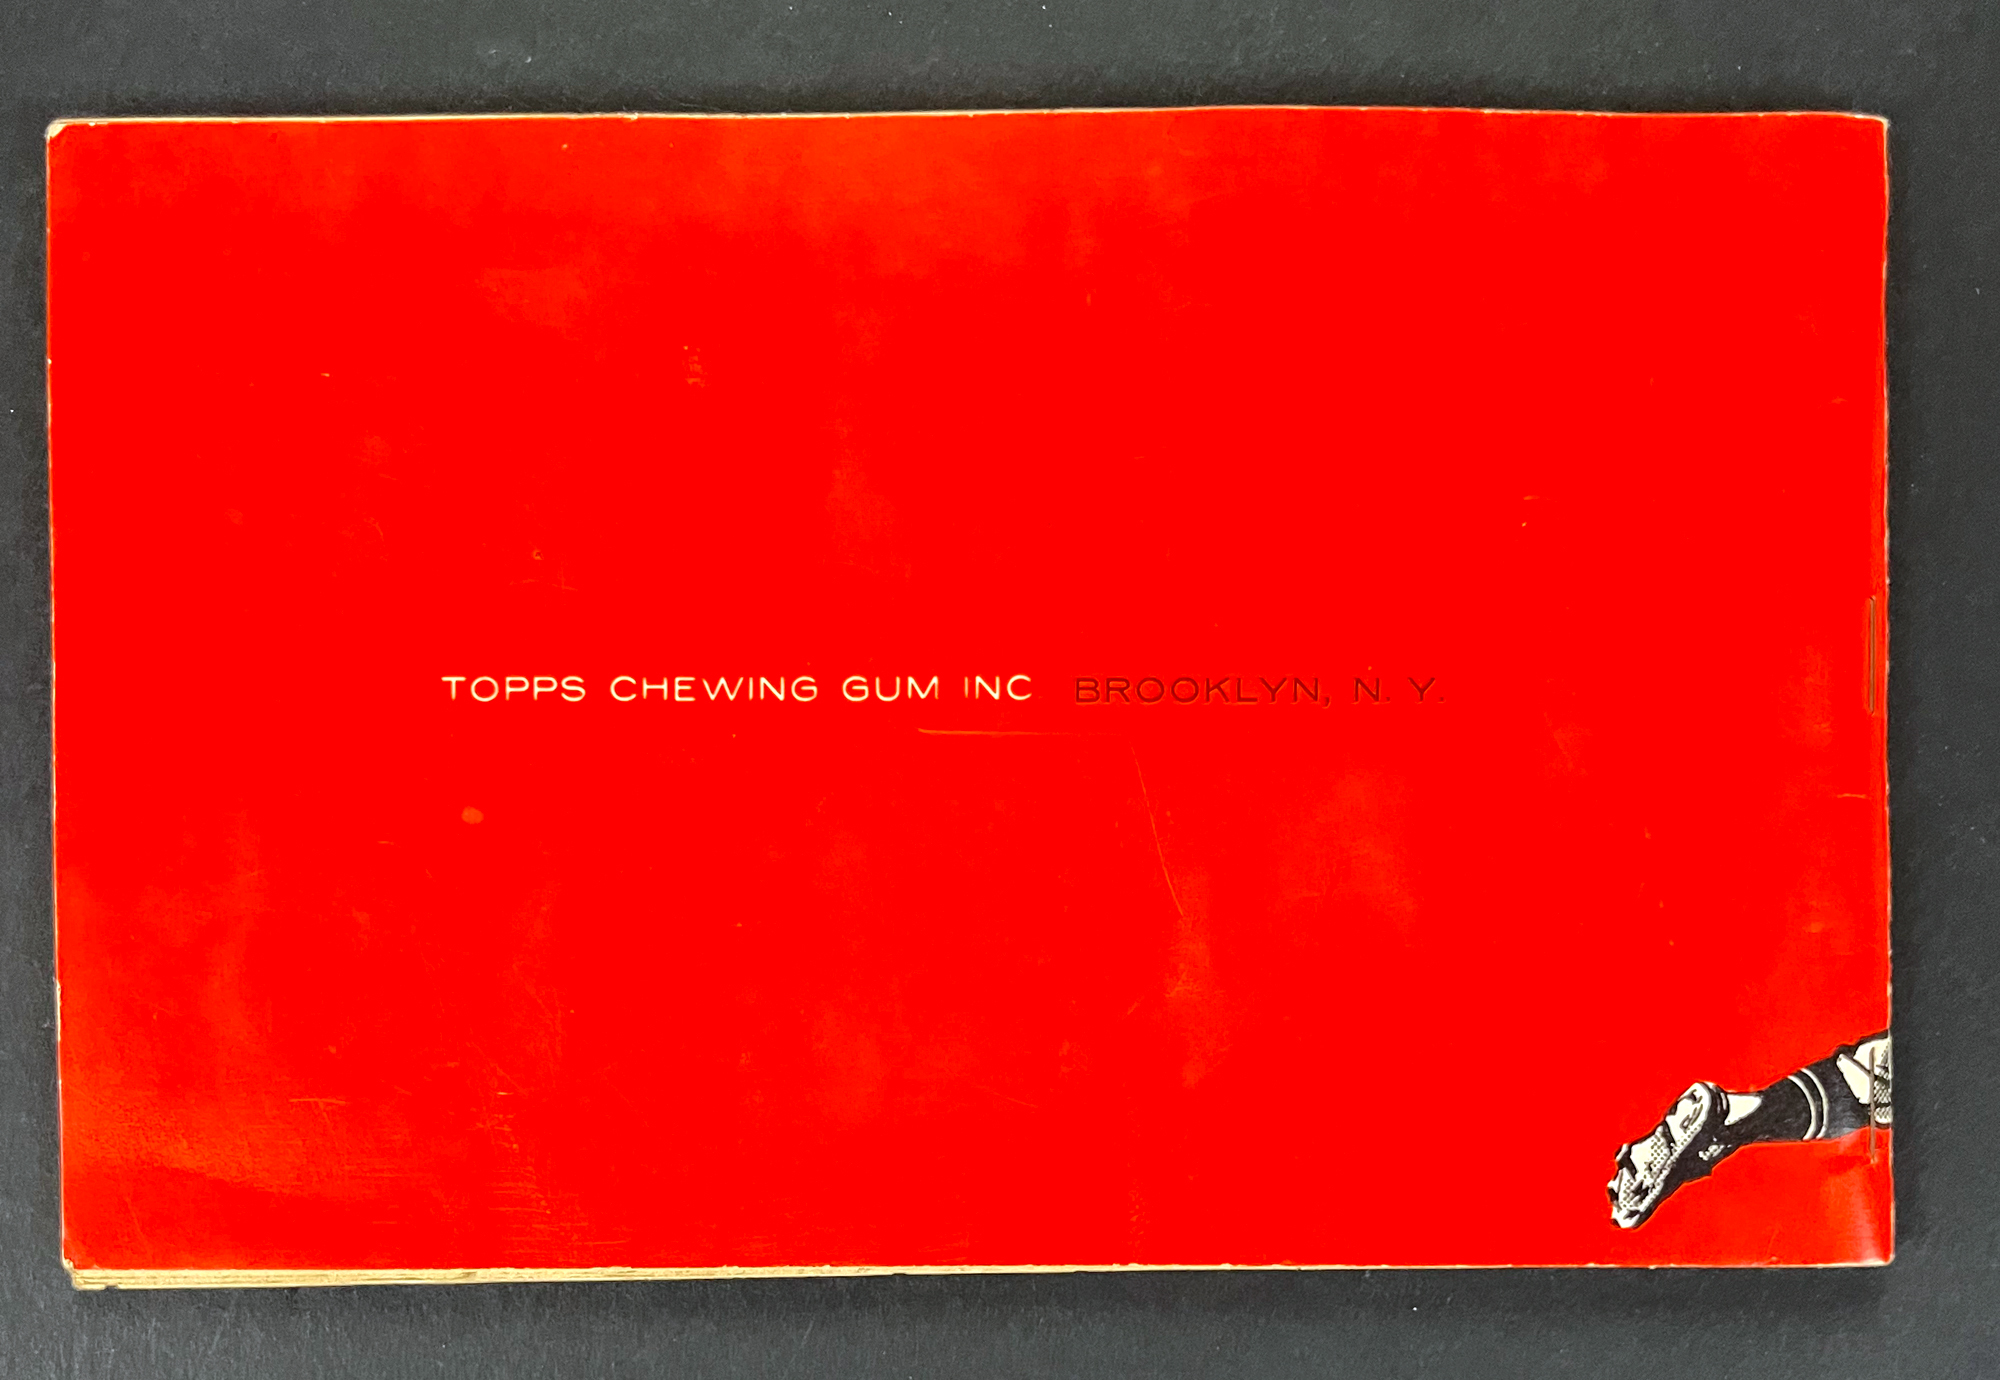 TOPPS CHEWING GUM INC. BROOKLYN, N. Y.